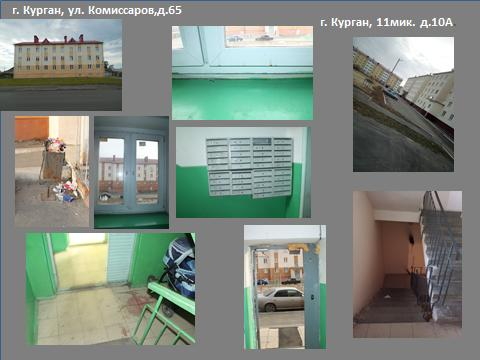 г. Курган, ул. Комиссаров,д.65
г. Курган, 11мик. д.10А